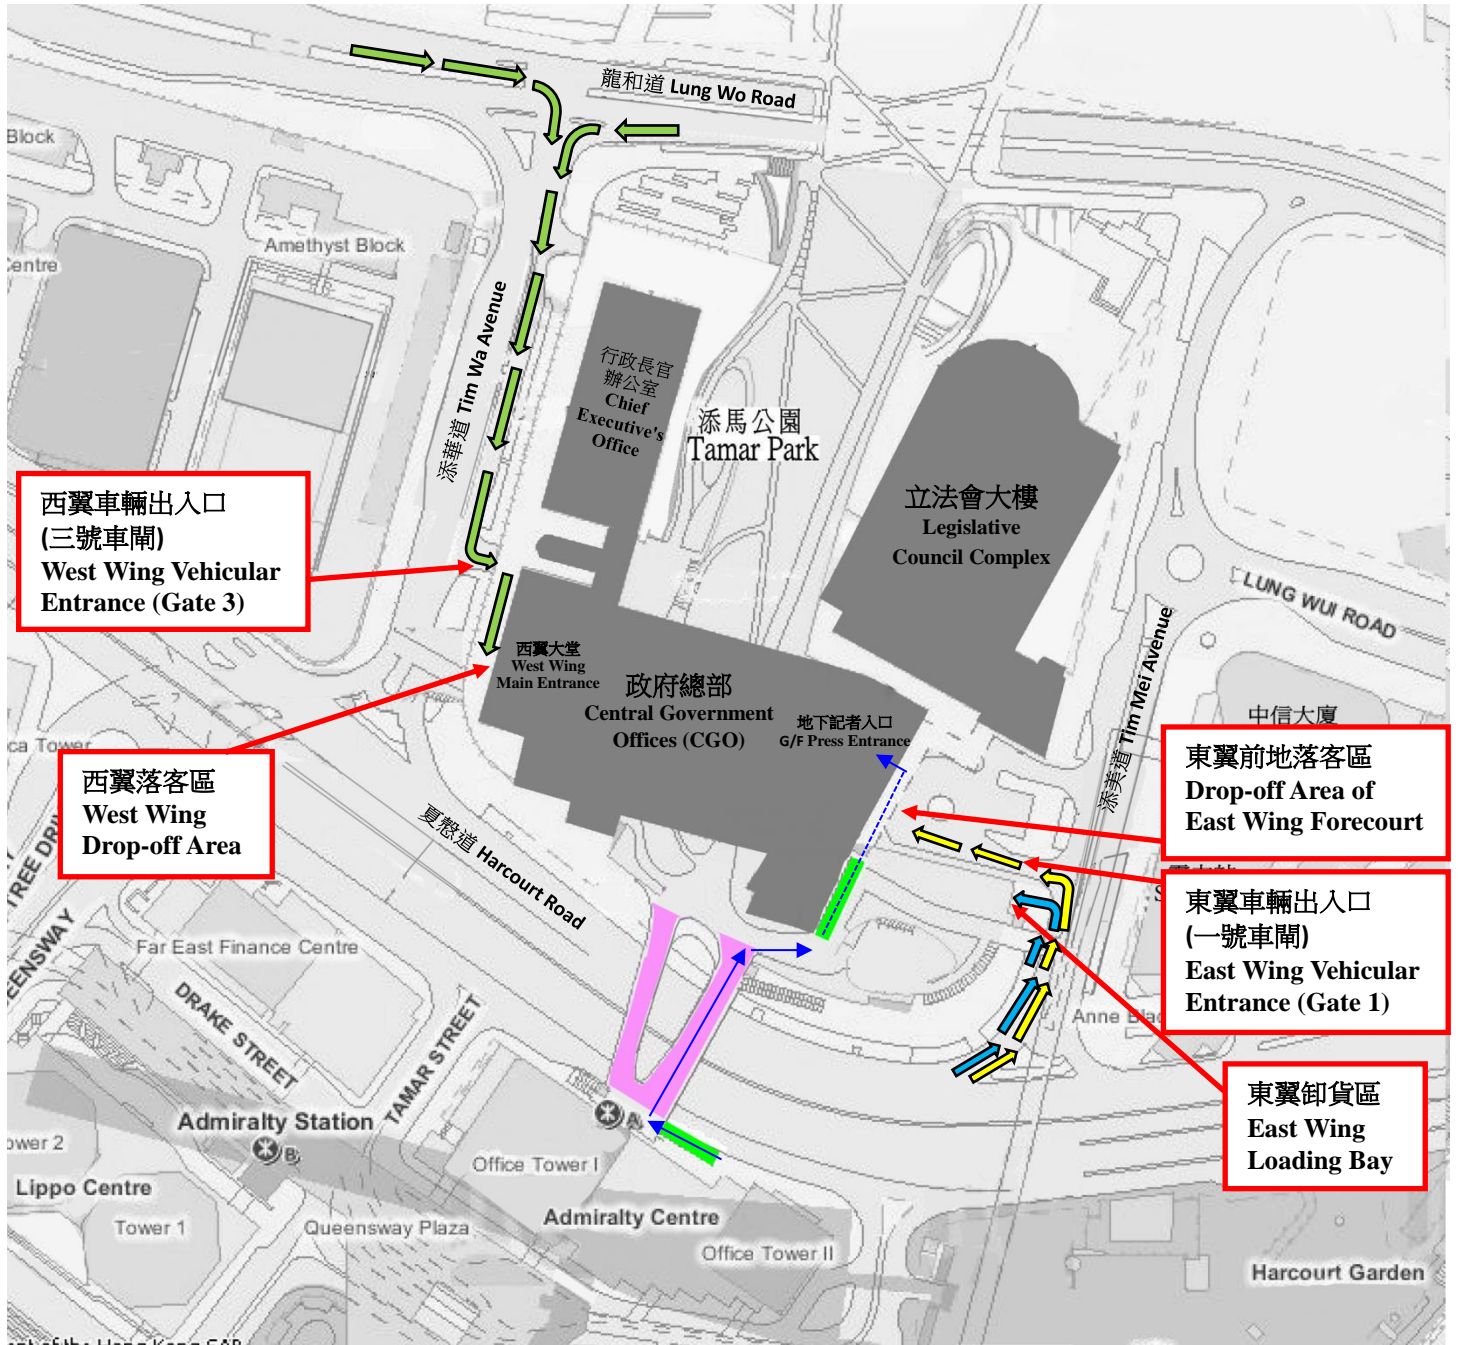 龍和道 Lung Wo Road
Block
Amethyst Block
Centre
添華道 Tim Wa Avenue
行政長官
辦公室
Chief
Executive's
Office
添馬公園
Tamar Park
立法會大樓
Legislative
Council Complex
西翼車輛出入口
(三號車閘)
West Wing Vehicular
Entrance (Gate 3)
LUNG WUI ROAD
添美道 Tim Mei Avenue
西翼大堂
West Wing
Main Entrance
政府總部
Central Government
Offices (CGO)
地下記者入口
G/F Press Entrance
中信大廈
ca Tower
西翼落客區
West Wing
Drop-off Area
東翼前地落客區
Drop-off Area of
East Wing Forecourt
夏慤道 Harcourt Road
TREE DRIV
東翼車輛出入口
(一號車閘)
East Wing Vehicular
Entrance (Gate 1)
EENSWAY
Far East Finance Centre
DRAKE STREET
TAMAR STREET
Anne Blac
東翼卸貨區
East Wing
Loading Bay
Admiralty Station
A
B
ower 2
Office Tower I
Lippo Centre
Tower 1
Queensway Plaza
Admiralty Centre
Office Tower II
Harcourt Garden